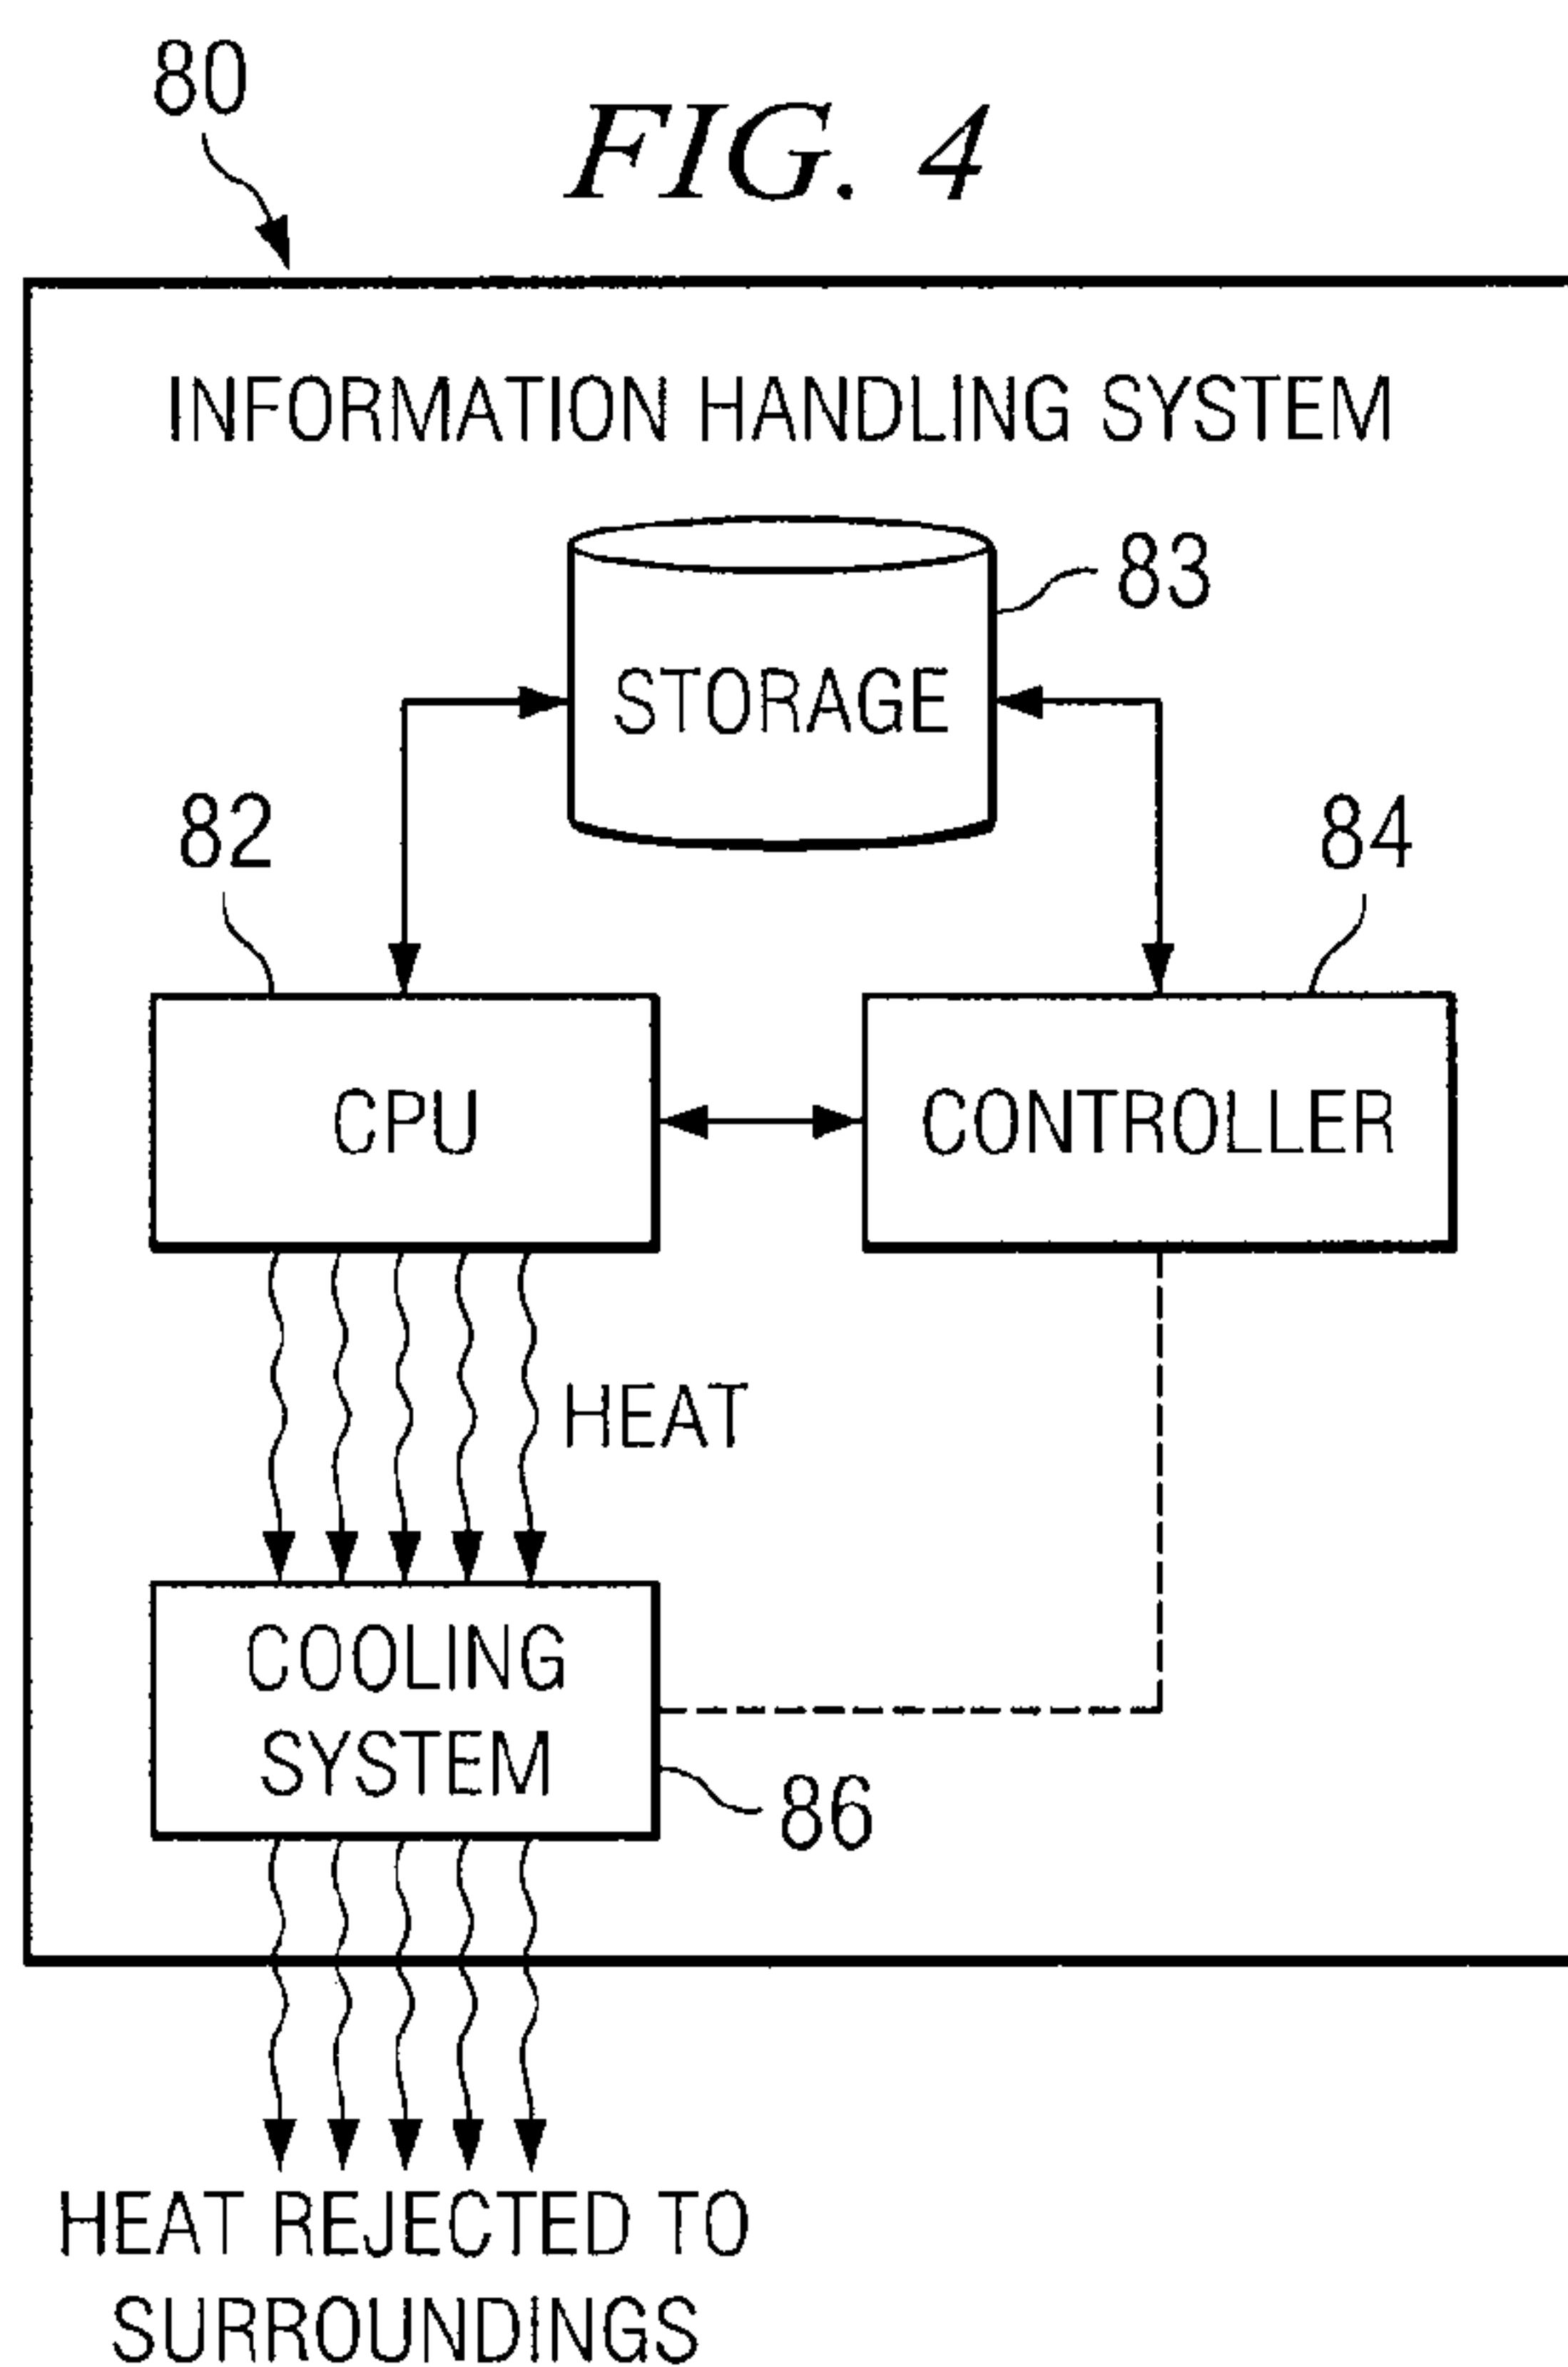 80
FIG. 4
INFORMATION HANDLING SYSTEM
83
STORAGE
82
84
CPU
CONTROLLER
HEAT
COOLING
SYSTEM
86
HEAT REJECTED TO
SURROUNDINGS